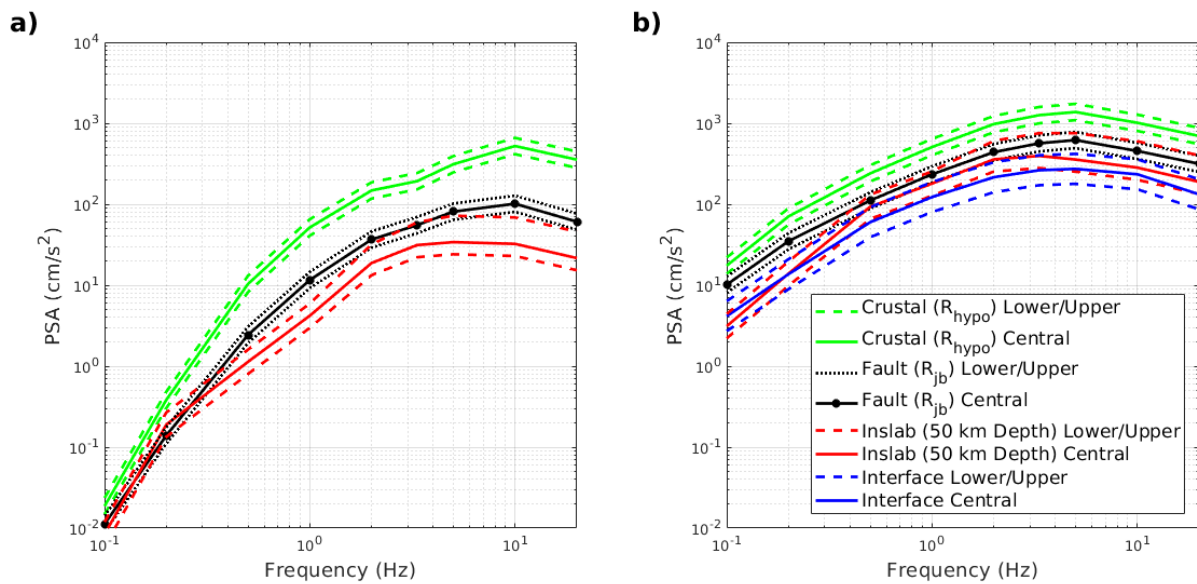 a)
b)
10^4
10^3
10^2
10^1
10^0
10^-1
10^-2
PSA (cm/s^2)
10^-1
10^0
10^1
Frequency (Hz)
10^4
10^3
10^2
10^1
10^0
10^-1
10^-2
PSA (cm/s^2)
Crustal (R_hypo) Lower/Upper
Crustal (R_hypo) Central
Fault (R_jb) Lower/Upper
Fault (R_jb) Central
Inslab (50 km Depth) Lower/Upper
Inslab (50 km Depth) Central
Interface Lower/Upper
Interface Central
10^-1
10^0
10^1
Frequency (Hz)